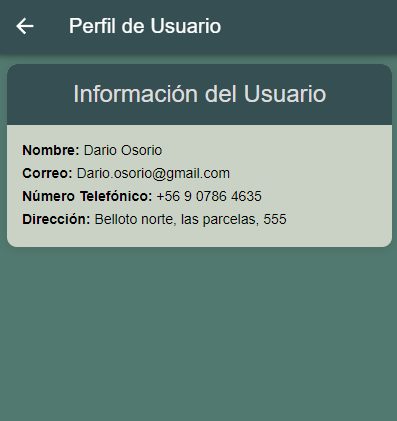 Perfil de Usuario
Información del Usuario
Nombre: Dario Osorio
Correo: Dario.osorio@gmail.com
Número Telefónico: +56 9 0786 4635
Dirección: Belloto norte, las parcelas, 555